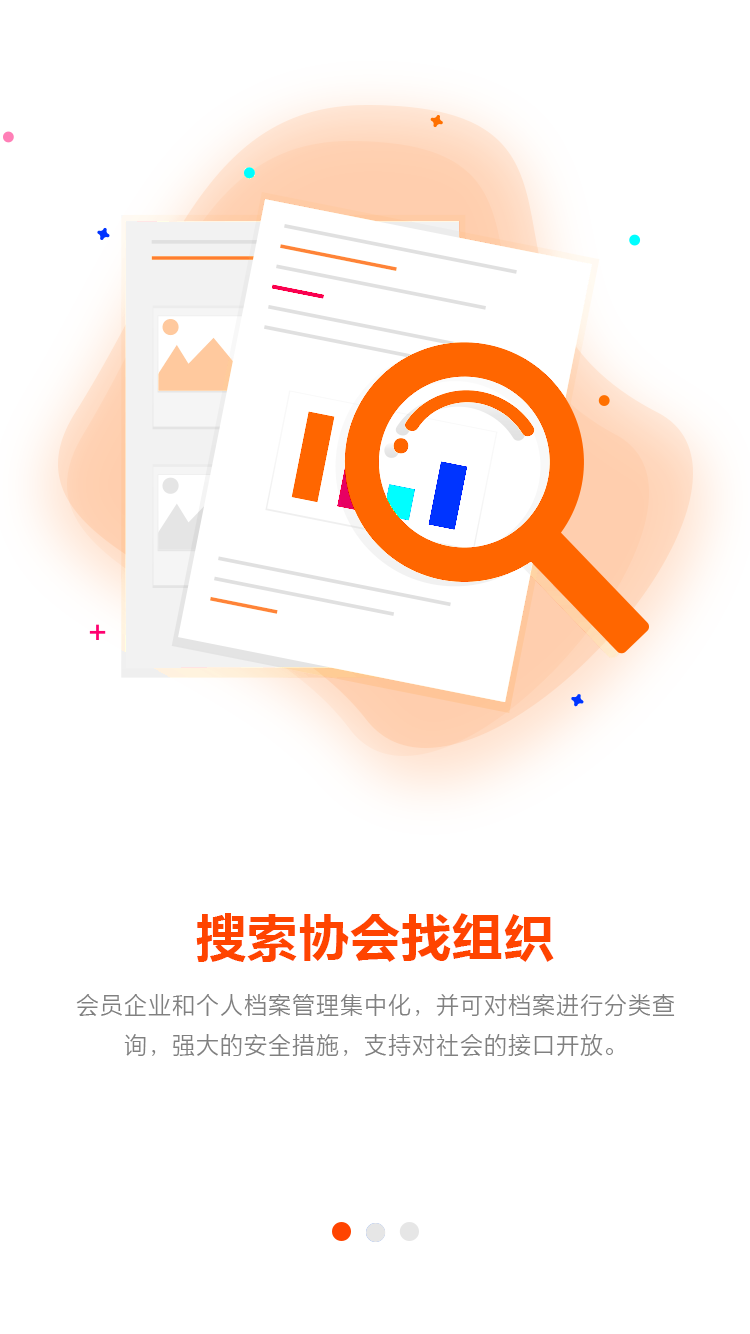 搜索协会找组织
会员企业和个人档案管理集中化，并可对档案进行分类查
询，强大的安全措施，支持对社会的接口开放。